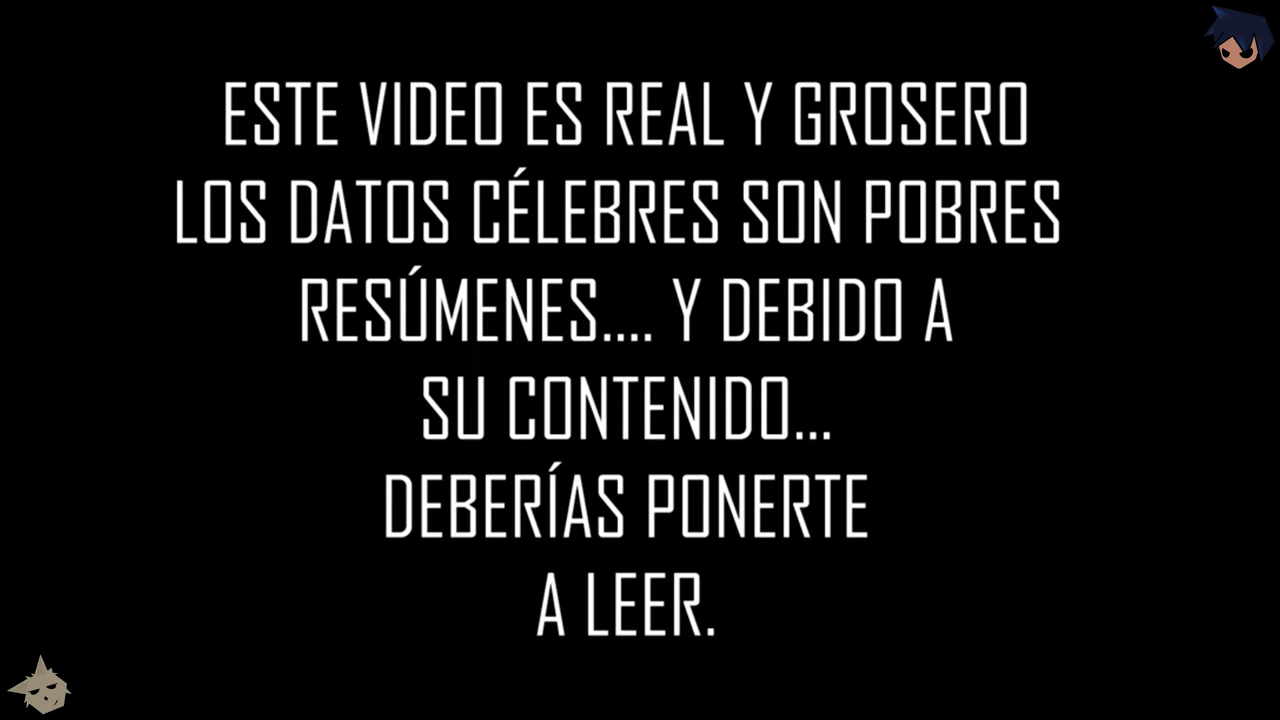 ESTE VIDEO ES REAL Y GROSERO
LOS DATOS CÉLEBRES SON POBRES
RESÚMENES.... Y DEBIDO A
SU CONTENIDO...
DEBERÍAS PONERTE
A LEER.